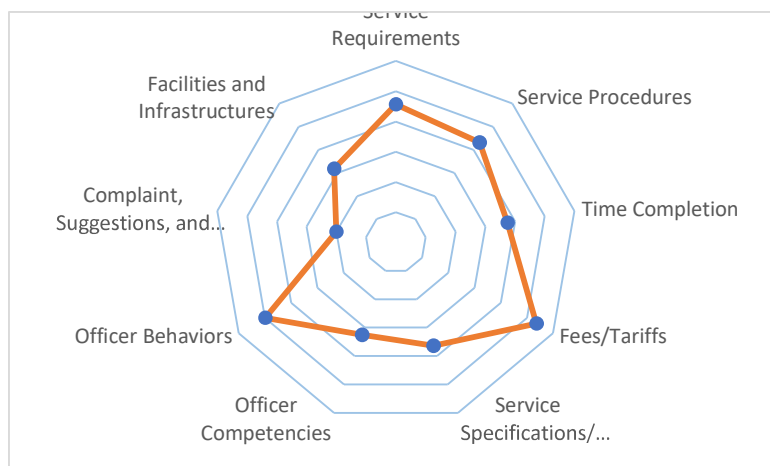 Service
Requirements
Service Procedures
Time Completion
Fees/Tariffs
Service
Specifications/...
Officer
Competencies
Officer Behaviors
Complaint,
Suggestions, and...
Facilities and
Infrastructures